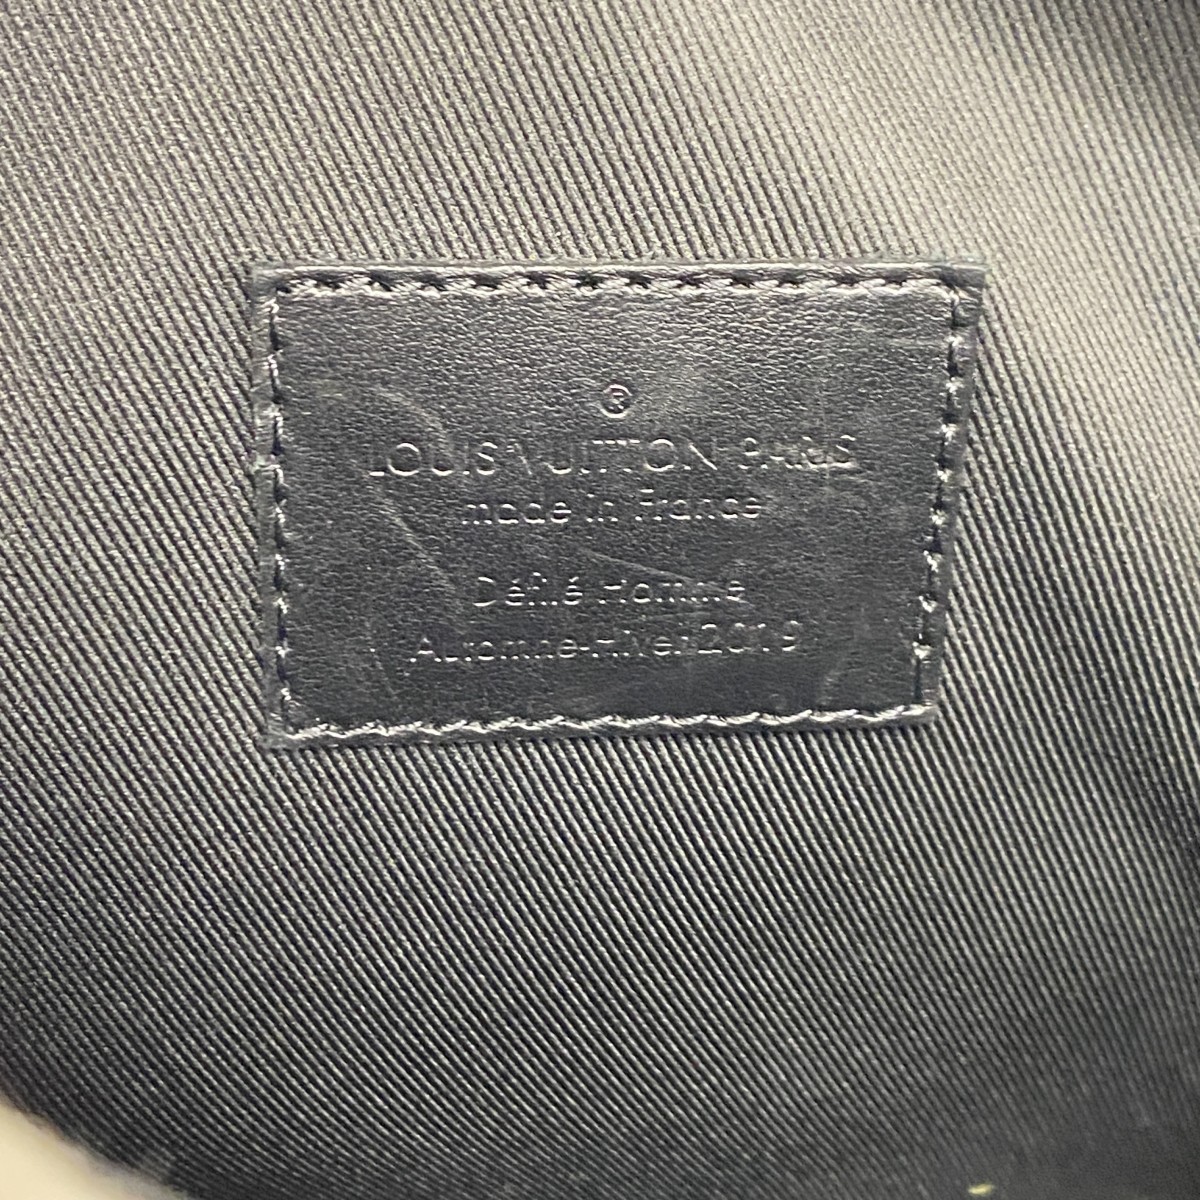 ®
LOUIS VUITTON PARIS
made in France
Défilé Homme
Automne-Hiver 2019